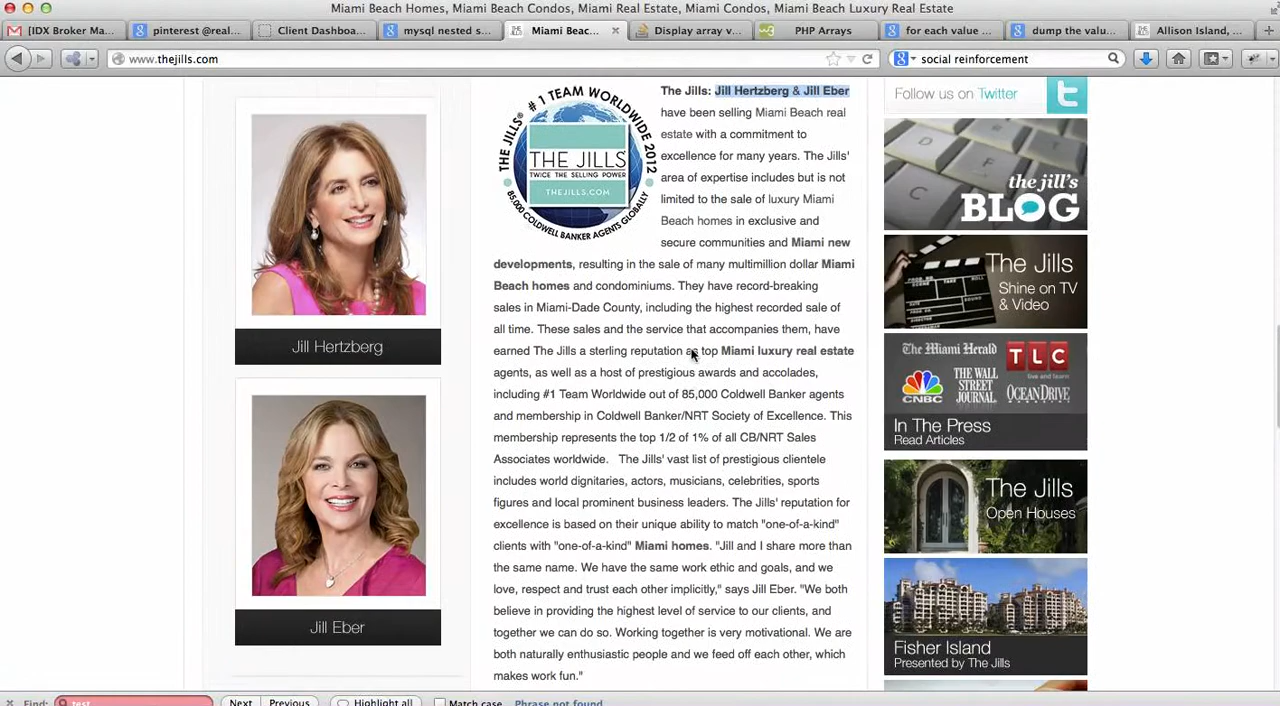 Miami Beach Homes, Miami Beach Condos, Miami Real Estate, Miami Condos, Miami Beach Luxury Real Estate
[IDX Broker Ma...
pinterest @real...
Client Dashboa...
mysql nested s...
Miami Beac...
Display array v...
PHP Arrays
for each value ...
dump the valu...
Allison Island, ...
www.thejills.com
social reinforcement
THE JILLS® #1 TEAM WORLDWIDE 2012
THE JILLS
TWICE THE SELLING POWER
THEJILLS.COM
85,000 COLDWELL BANKER AGENTS GLOBALLY
Jill Hertzberg
Jill Eber
The Jills: Jill Hertzberg & Jill Eber
have been selling Miami Beach real
estate with a commitment to
excellence for many years. The Jills'
area of expertise includes but is not
limited to the sale of luxury Miami
Beach homes in exclusive and
secure communities and Miami new
developments, resulting in the sale of many multimillion dollar Miami
Beach homes and condominiums. They have record-breaking
sales in Miami-Dade County, including the highest recorded sale of
all time. These sales and the service that accompanies them, have
earned The Jills a sterling reputation as top Miami luxury real estate
agents, as well as a host of prestigious awards and accolades,
including #1 Team Worldwide out of 85,000 Coldwell Banker agents
and membership in Coldwell Banker/NRT Society of Excellence. This
membership represents the top 1/2 of 1% of all CB/NRT Sales
Associates worldwide. The Jills' vast list of prestigious clientele
includes world dignitaries, actors, musicians, celebrities, sports
figures and local prominent business leaders. The Jills' reputation for
excellence is based on their unique ability to match "one-of-a-kind"
clients with "one-of-a-kind" Miami homes. "Jill and I share more than
the same name. We have the same work ethic and goals, and we
love, respect and trust each other implicitly," says Jill Eber. "We both
believe in providing the highest level of service to our clients, and
together we can do so. Working together is very motivational. We are
both naturally enthusiastic people and we feed off each other, which
makes work fun."
Follow us on Twitter
the jill's
BLOG
The Jills
Shine on TV
& Video
The Miami Herald
TLC
CNBC
THE WALL
STREET
JOURNAL
OCEAN DRIVE
In The Press
Read Articles
The Jills
Open Houses
Fisher Island
Presented by The Jills
Find:
test
Next
Previous
Highlight all
Match case
Phrase not found